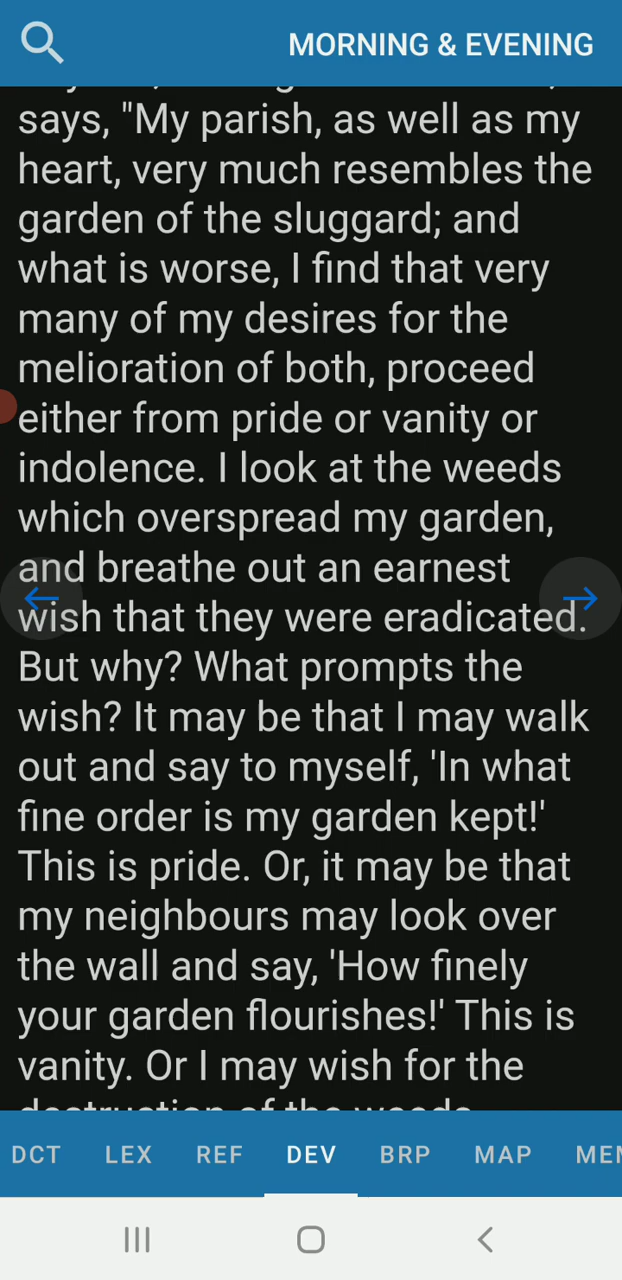 MORNING & EVENING
says, "My parish, as well as my
heart, very much resembles the
garden of the sluggard; and
what is worse, I find that very
many of my desires for the
melioration of both, proceed
either from pride or vanity or
indolence. I look at the weeds
which overspread my garden,
and breathe out an earnest
wish that they were eradicated.
But why? What prompts the
wish? It may be that I may walk
out and say to myself, 'In what
fine order is my garden kept!'
This is pride. Or, it may be that
my neighbours may look over
the wall and say, 'How finely
your garden flourishes!' This is
vanity. Or I may wish for the
destruction of the weeds
DCT LEX REF DEV BRP MAP